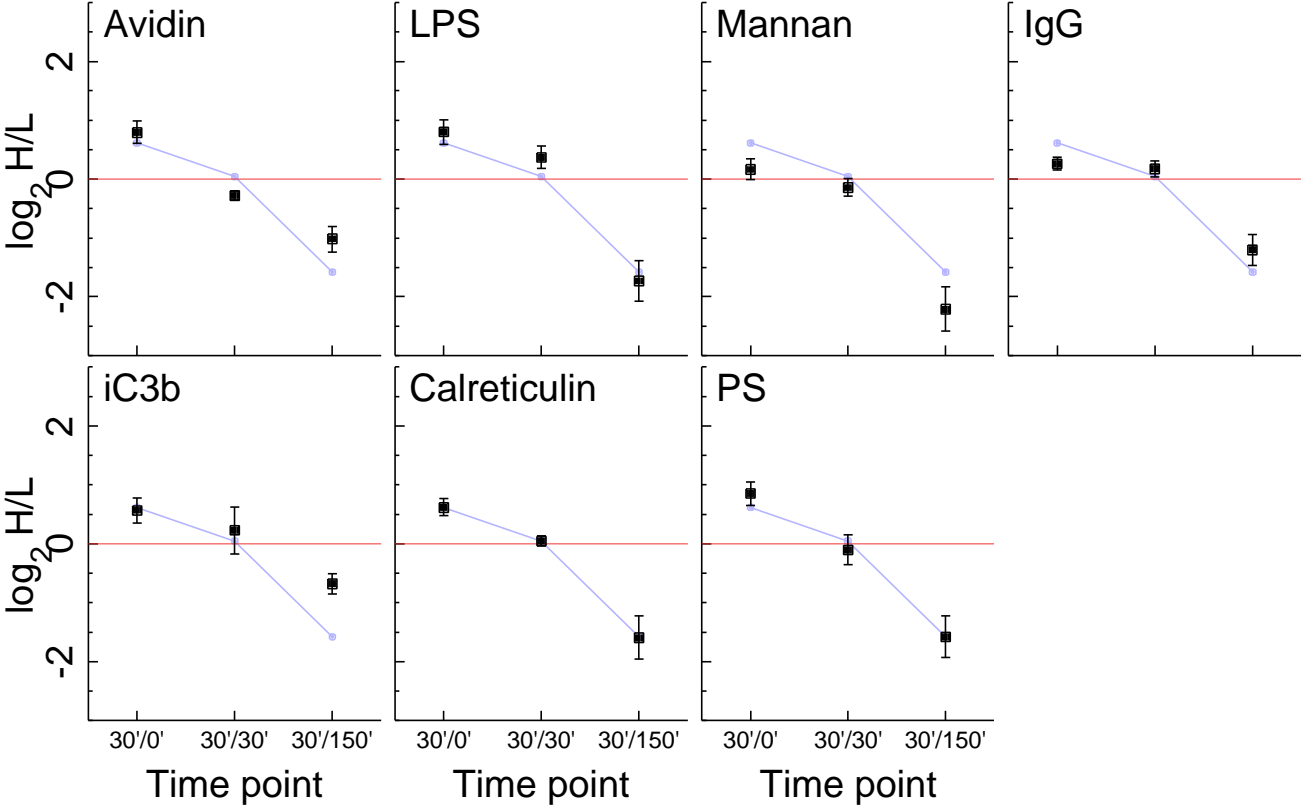 Avidin LPS Mannan IgG
2
0
-2
log2 H/L
iC3b Calreticulin PS
2
0
-2
log2 H/L
30'/0' 30'/30' 30'/150' 30'/0' 30'/30' 30'/150' 30'/0' 30'/30' 30'/150'
Time point Time point Time point